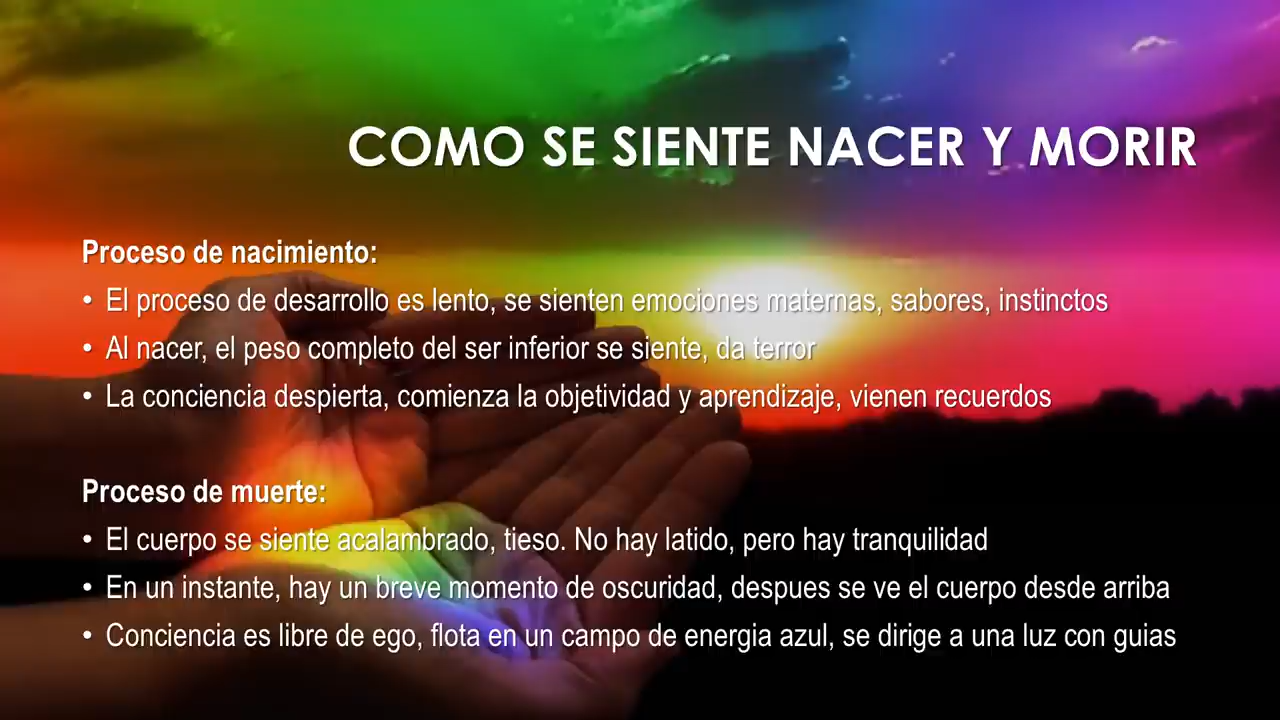 COMO SE SIENTE NACER Y MORIR
Proceso de nacimiento:
• El proceso de desarrollo es lento, se sienten emociones maternas, sabores, instinctos
• Al nacer, el peso completo del ser inferior se siente, da terror
• La conciencia despierta, comienza la objetividad y aprendizaje, vienen recuerdos
Proceso de muerte:
• El cuerpo se siente acalambrado, tieso. No hay latido, pero hay tranquilidad
• En un instante, hay un breve momento de oscuridad, despues se ve el cuerpo desde arriba
• Conciencia es libre de ego, flota en un campo de energia azul, se dirige a una luz con guias